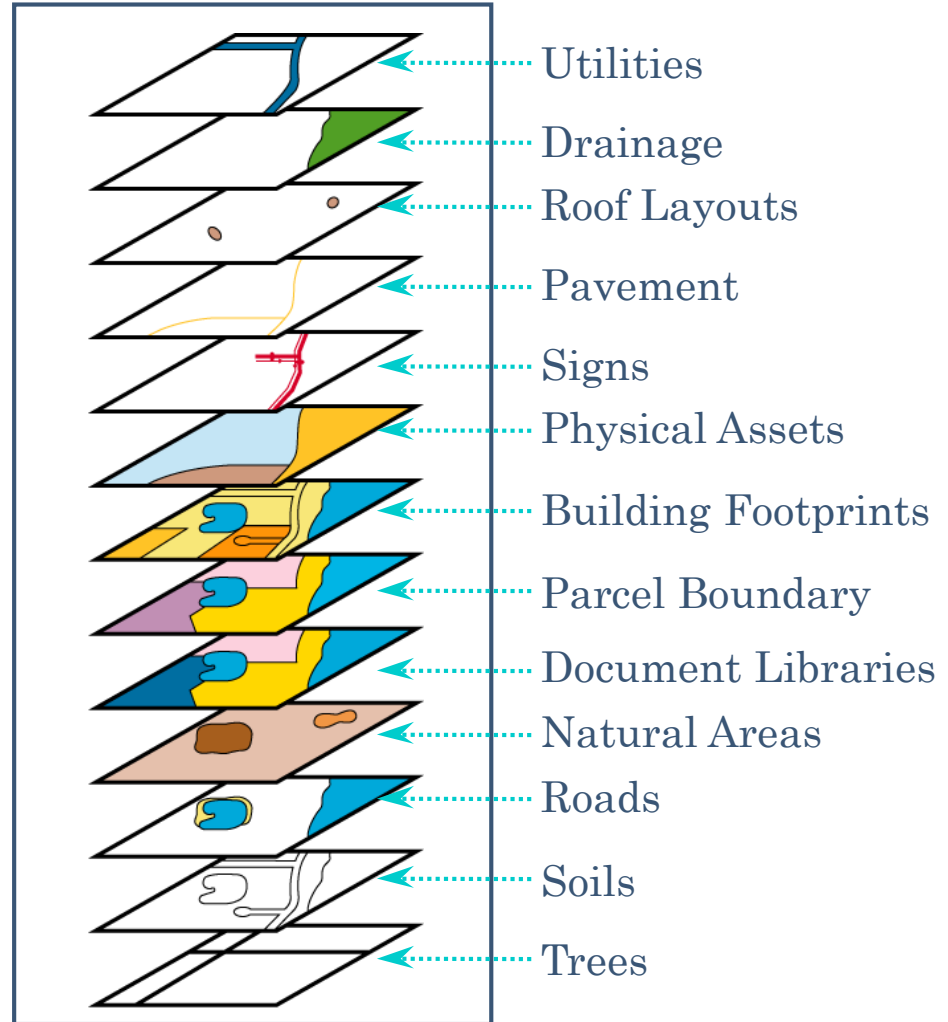 Utilities
Drainage
Roof Layouts
Pavement
Signs
Physical Assets
Building Footprints
Parcel Boundary
Document Libraries
Natural Areas
Roads
Soils
Trees